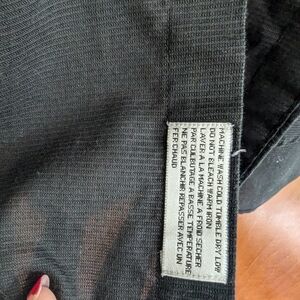 MACHINE WASH COLD TUMBLE DRY LOW
DO NOT BLEACH WARM IRON
LAVER A LA MACHINE A FROID SECHER
PAR CULBUTAGE A BASSE TEMPERATURE
NE PAS BLANCHIR REPASSER AVEC UN
FER CHAUD